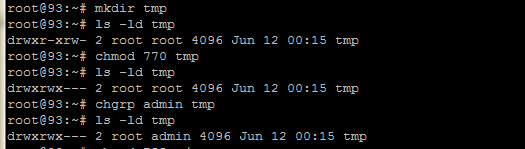 root@93:~# mkdir tmp
root@93:~# ls -ld tmp
drwxr-xrw- 2 root root 4096 Jun 12 00:15 tmp
root@93:~# chmod 770 tmp
root@93:~# ls -ld tmp
drwxrwx--- 2 root root 4096 Jun 12 00:15 tmp
root@93:~# chgrp admin tmp
root@93:~# ls -ld tmp
drwxrwx--- 2 root admin 4096 Jun 12 00:15 tmp